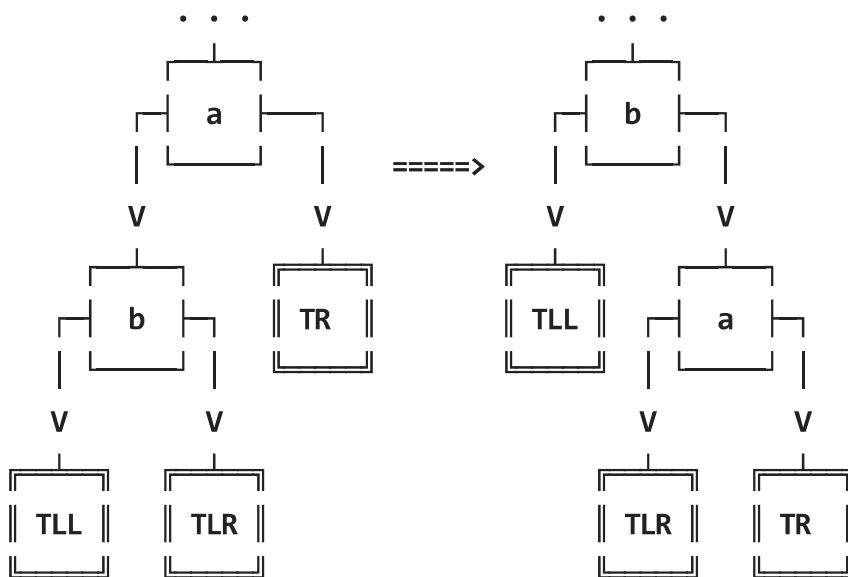 . . . . . .
a b
=====>
V V V V
b TR TLL a
V V V V
TLL TLR TLR TR